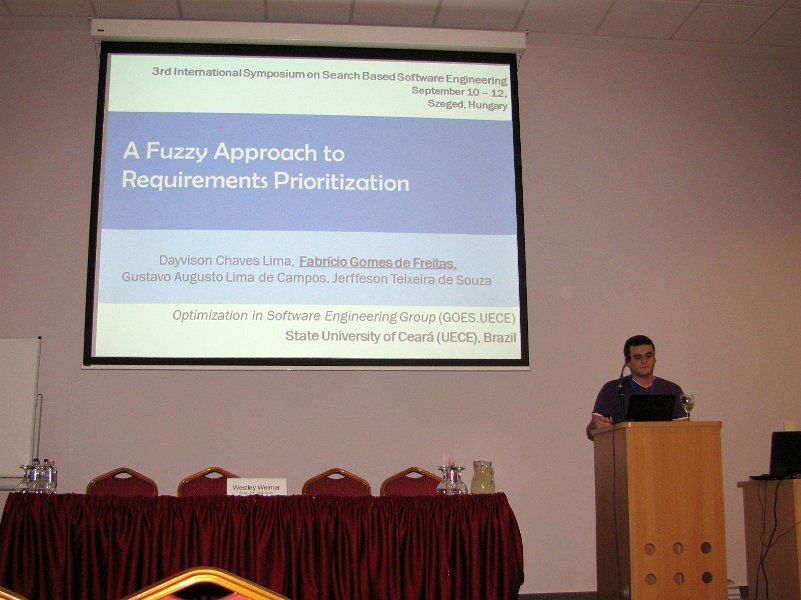 3rd International Symposium on Search Based Software Engineering
September 10 – 12,
Szeged, Hungary
A Fuzzy Approach to
Requirements Prioritization
Dayvison Chaves Lima, Fabrício Gomes de Freitas,
Gustavo Augusto Lima de Campos, Jerffeson Teixeira de Souza
Optimization in Software Engineering Group (GOES.UECE)
State University of Ceará (UECE), Brazil
Westley Weimer